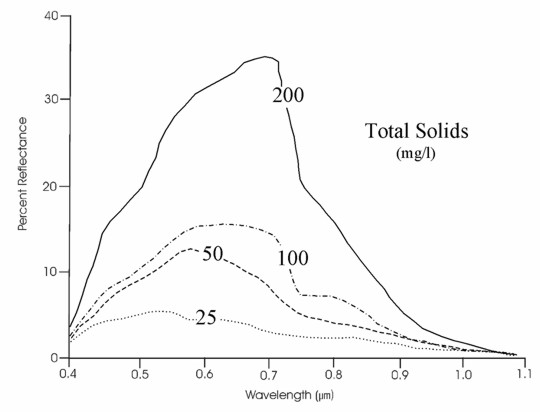 40
30
20
10
0
Percent Reflectance
200
Total Solids
(mg/l)
50
100
25
0.4 0.5 0.6 0.7 0.8 0.9 1.0 1.1
Wavelength (μm)